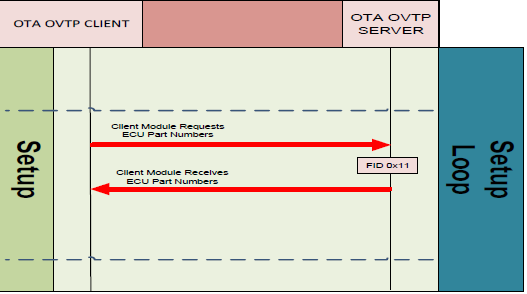 OTA OVTP CLIENT
OTA OVTP
SERVER
Setup
Client Module Requests
ECU Part Numbers
FID 0x11
Client Module Receives
ECU Part Numbers
Setup
Loop